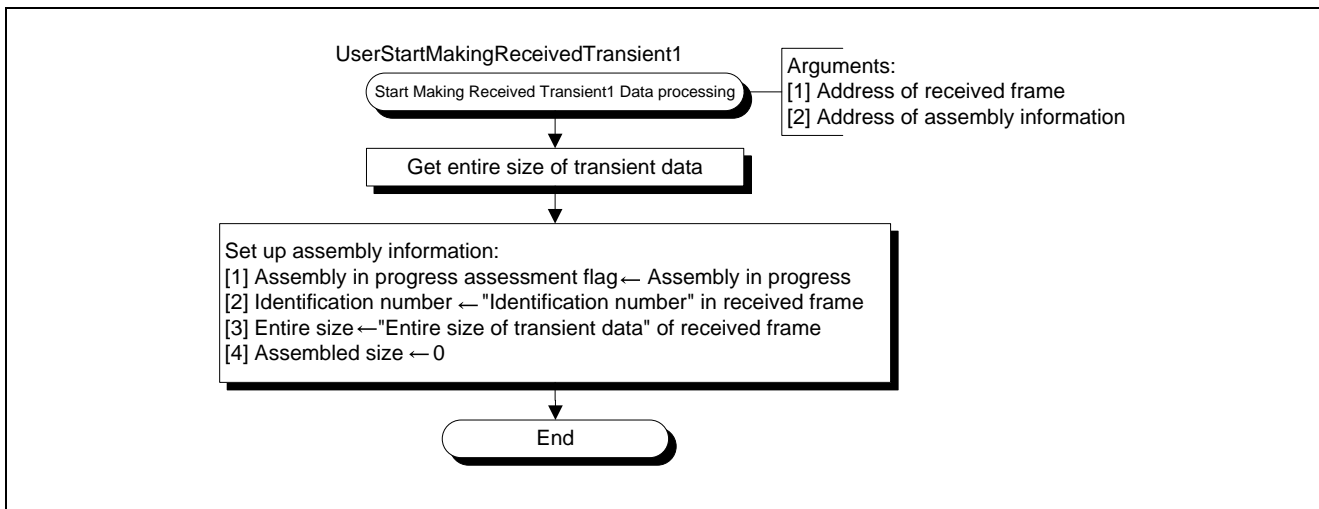 UserStartMakingReceivedTransient1
Start Making Received Transient1 Data processing
Arguments:
[1] Address of received frame
[2] Address of assembly information
Get entire size of transient data
Set up assembly information:
[1] Assembly in progress assessment flag← Assembly in progress
[2] Identification number ←"Identification number" in received frame
[3] Entire size ←"Entire size of transient data" of received frame
[4] Assembled size ← 0
End